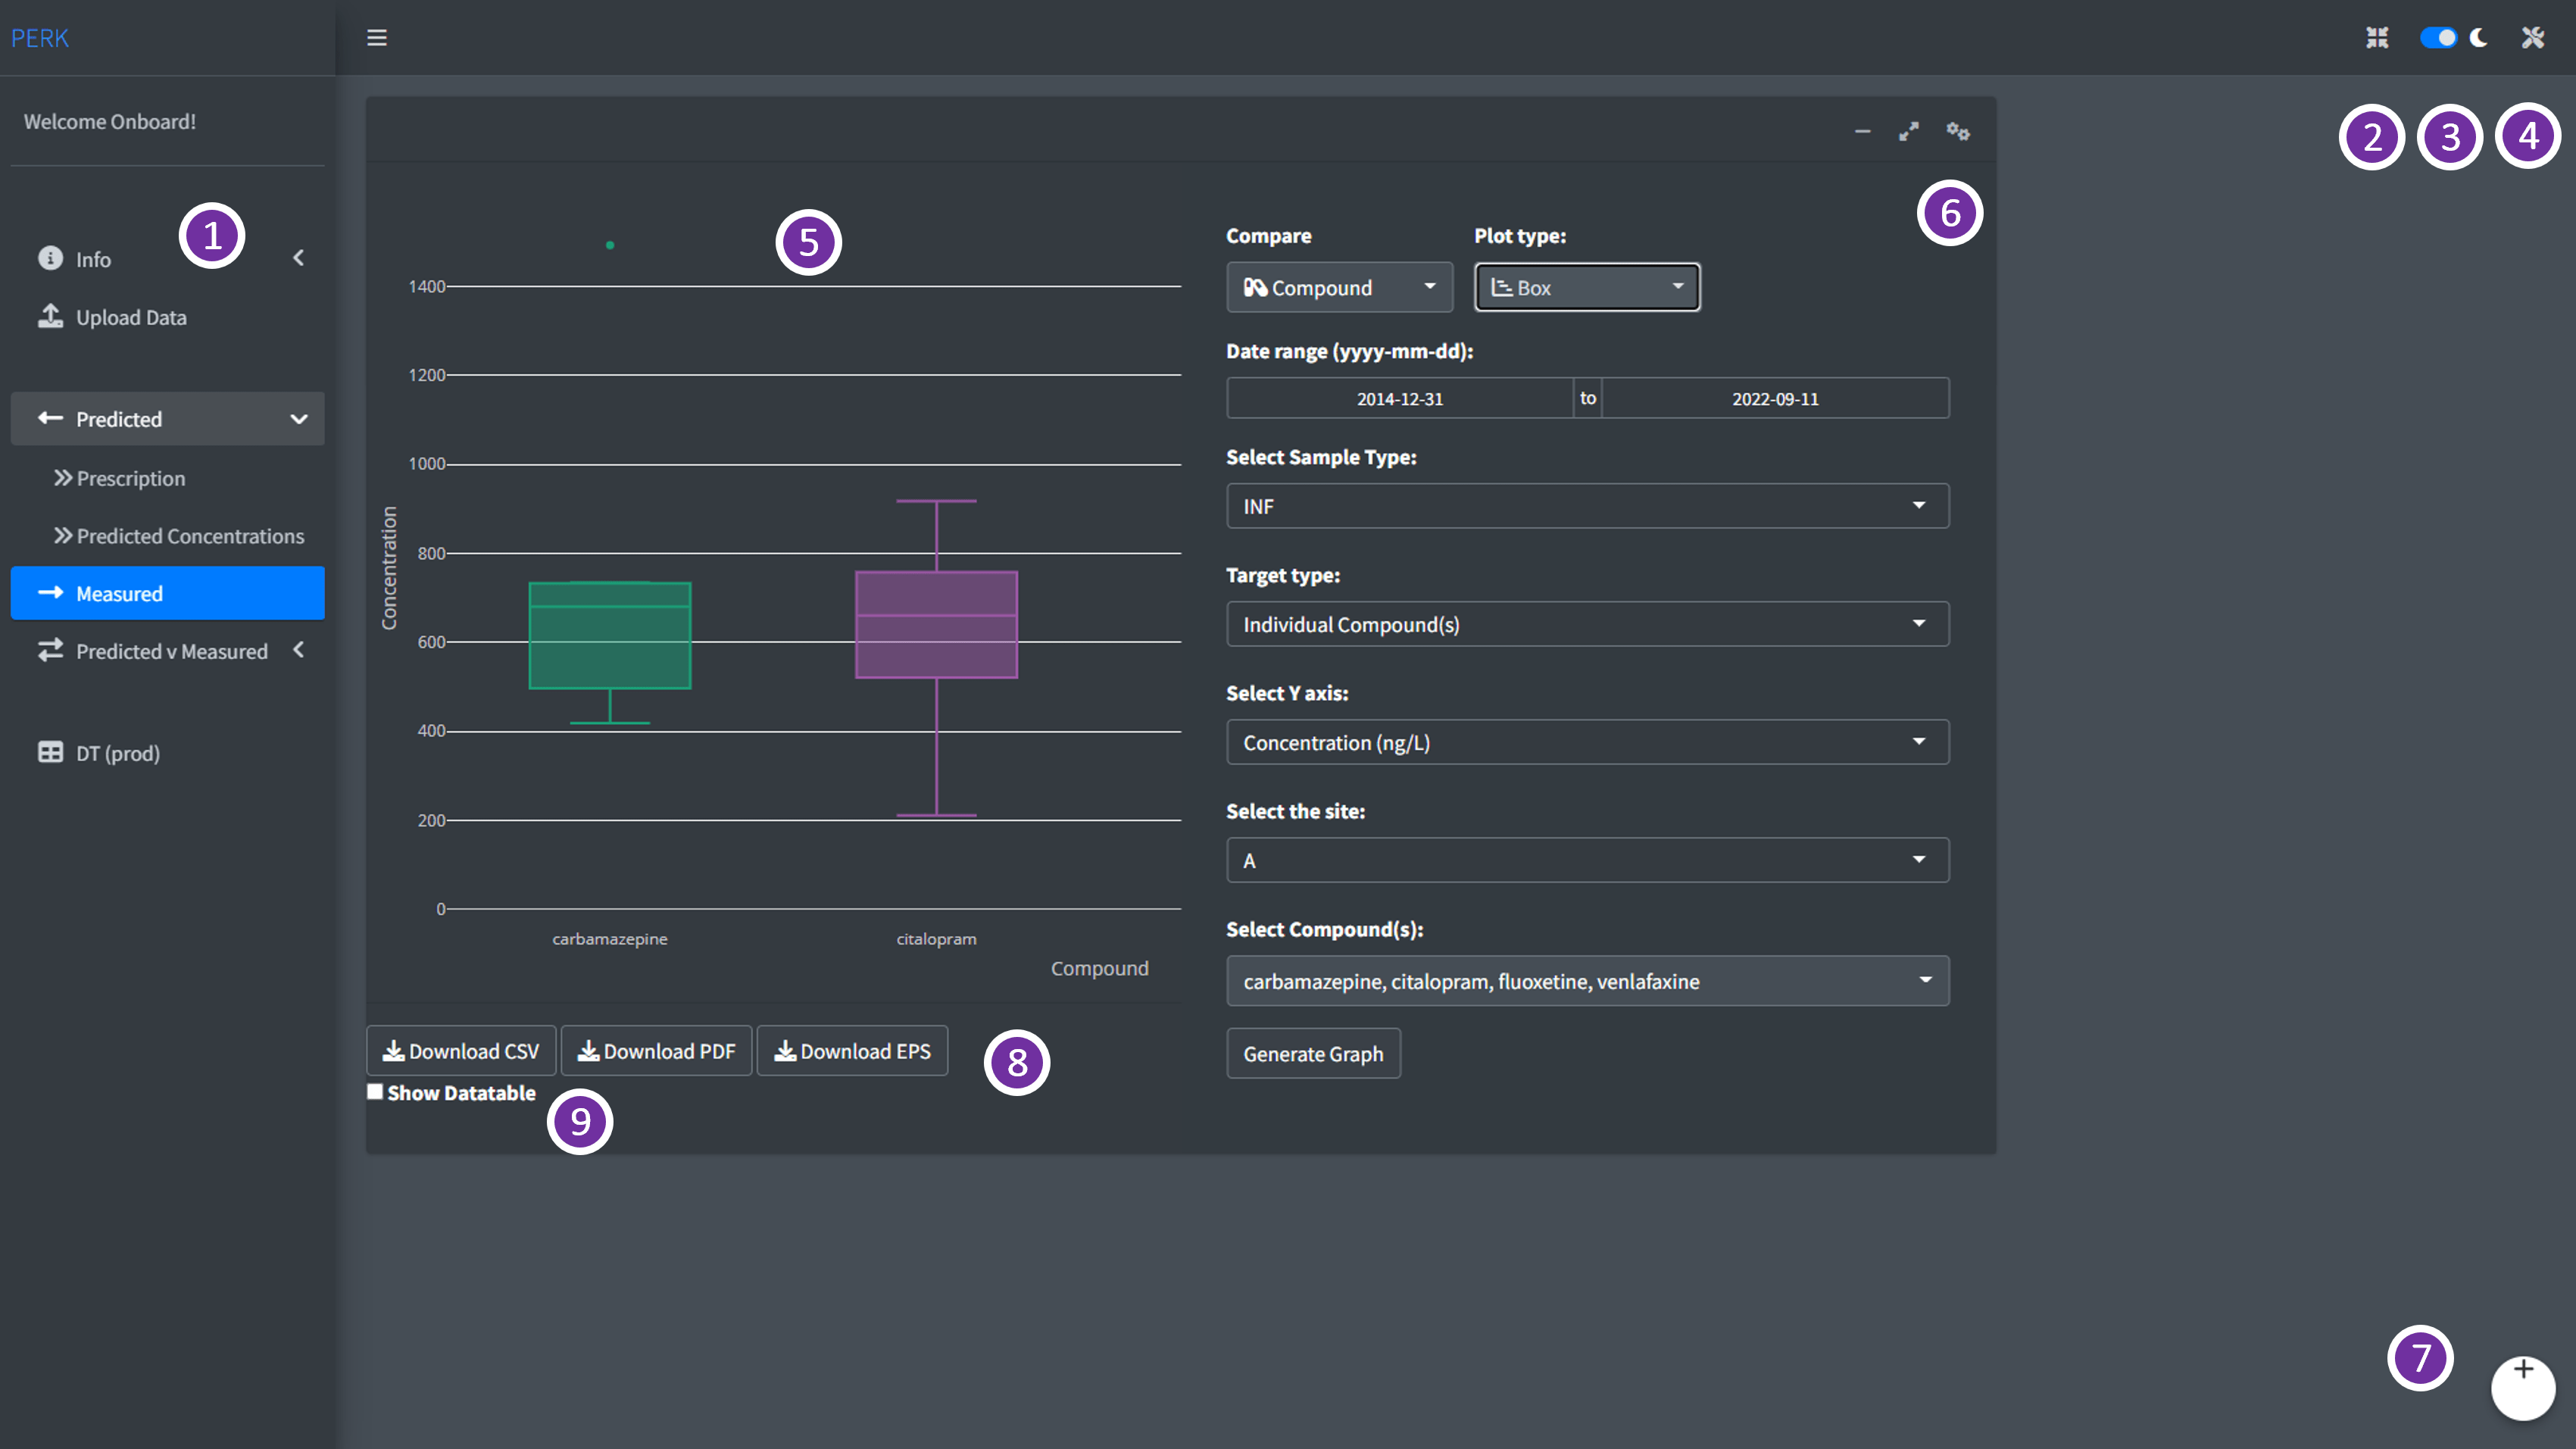 PERK
Welcome Onboard!
1
Info
Upload Data
Predicted
Prescription
Predicted Concentrations
Measured
Predicted v Measured
DT (prod)
2
3
4
5
6
Concentration
1400
1200
1000
800
600
400
200
0
carbamazepine
citalopram
Compound
Compare
Plot type:
Compound
Box
Date range (yyyy-mm-dd):
2014-12-31 to 2022-09-11
Select Sample Type:
INF
Target type:
Individual Compound(s)
Select Y axis:
Concentration (ng/L)
Select the site:
A
Select Compound(s):
carbamazepine, citalopram, fluoxetine, venlafaxine
Generate Graph
Download CSV
Download PDF
Download EPS
8
Show Datatable
9
7
+